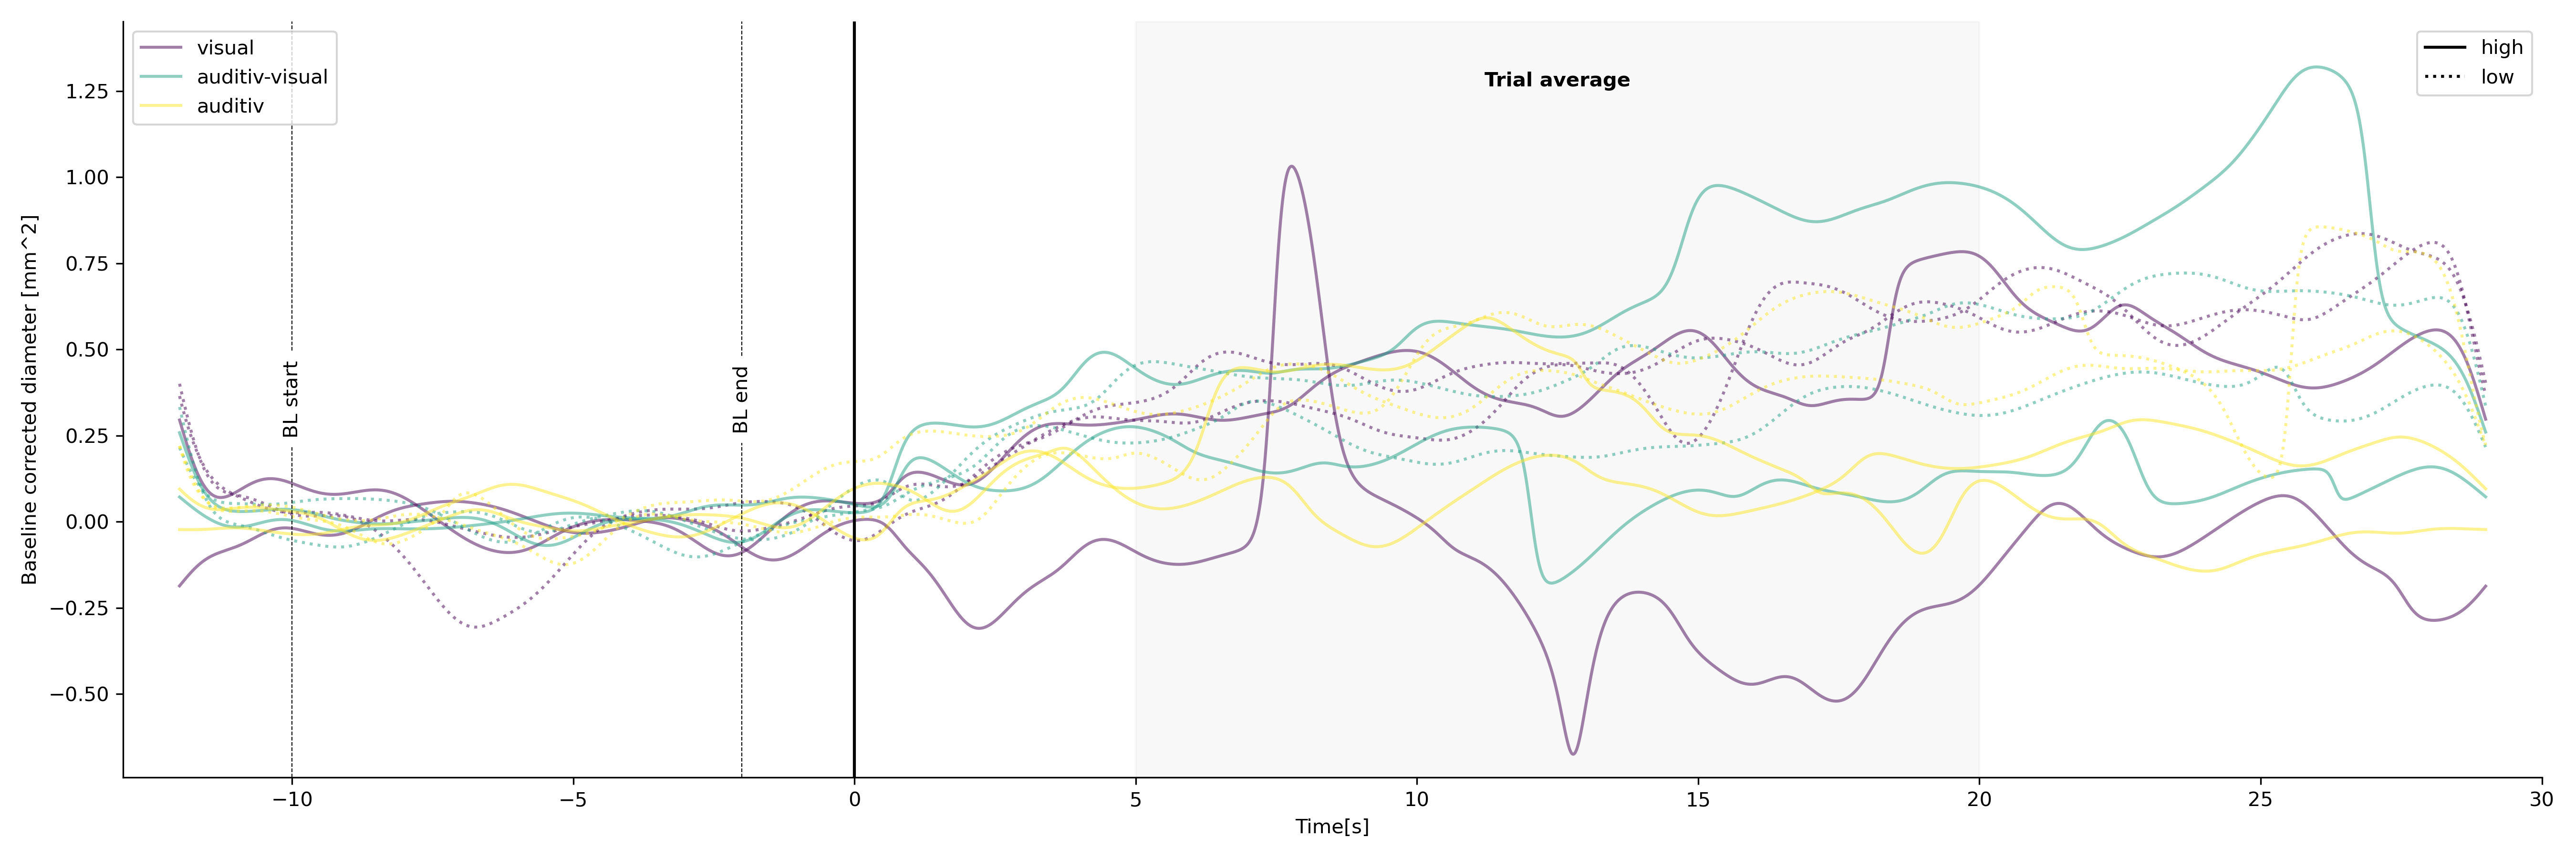 visual
auditiv-visual
auditiv
high
low
Trial average
BL start
BL end
Baseline corrected diameter [mm^2]
1.25
1.00
0.75
0.50
0.25
0.00
−0.25
−0.50
−10
−5
0
5
10
15
20
25
30
Time[s]